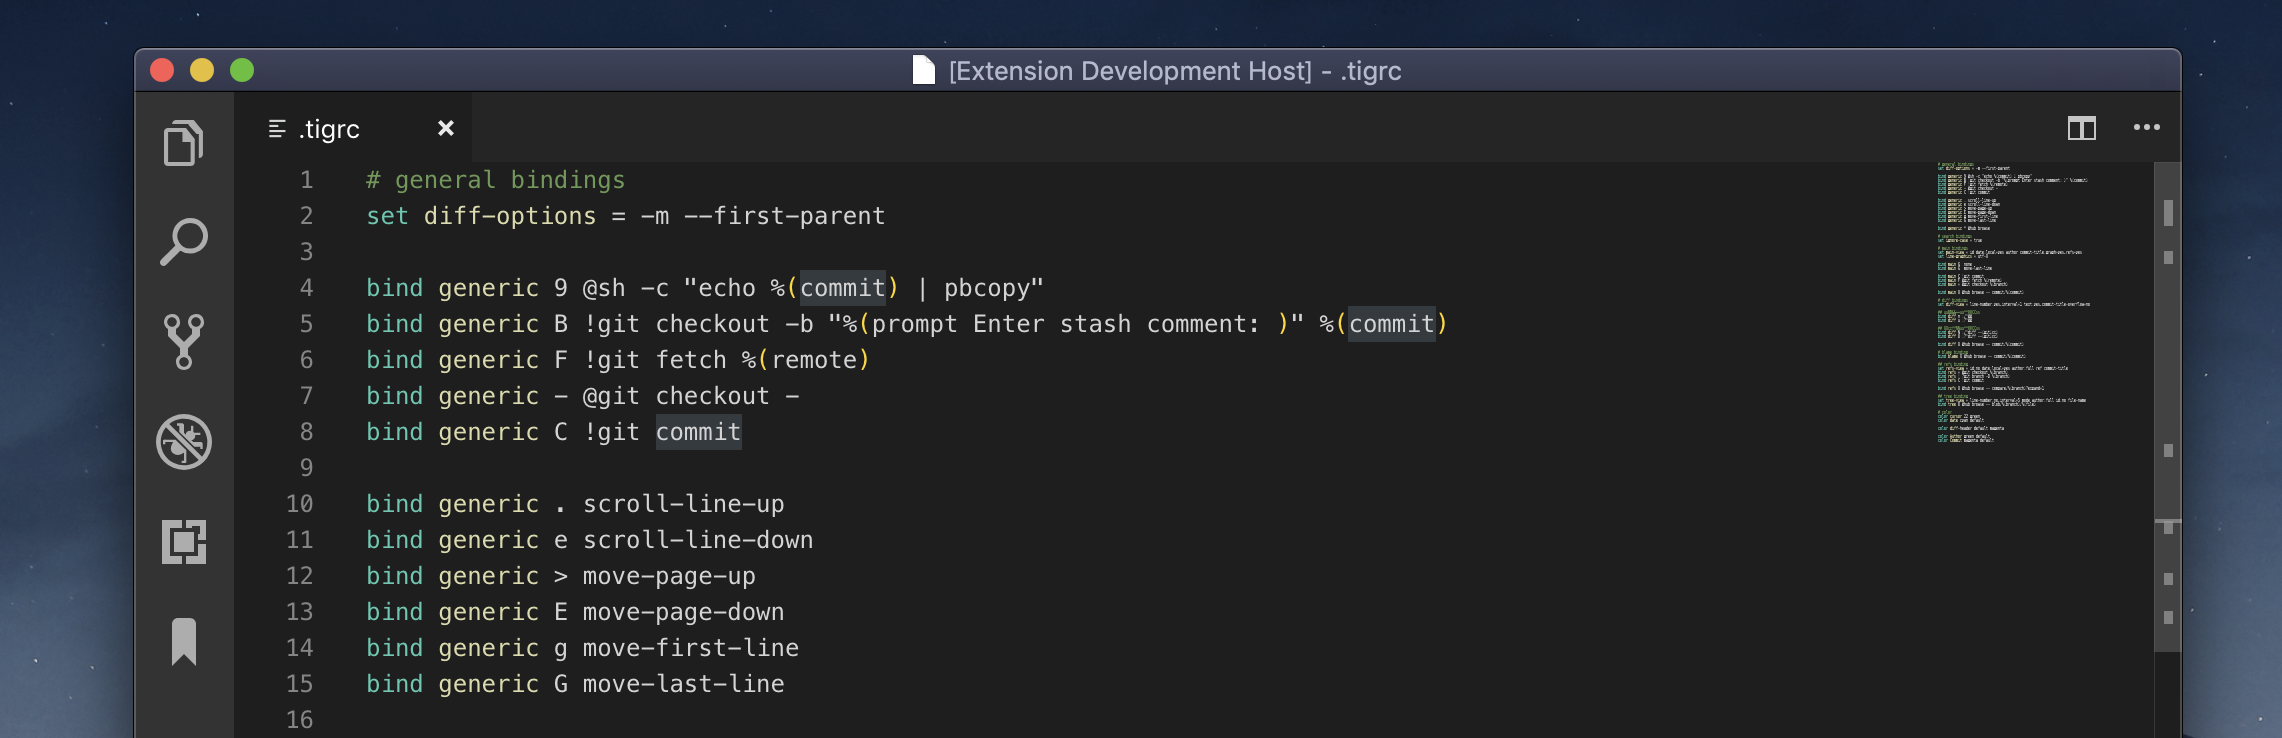 [Extension Development Host] - .tigrc
.tigrc
1 # general bindings
2 set diff-options = -m --first-parent
3
4 bind generic 9 @sh -c "echo %(commit) | pbcopy"
5 bind generic B !git checkout -b "%(prompt Enter stash comment: )" %(commit)
6 bind generic F !git fetch %(remote)
7 bind generic - @git checkout -
8 bind generic C !git commit
9
10 bind generic . scroll-line-up
11 bind generic e scroll-line-down
12 bind generic > move-page-up
13 bind generic E move-page-down
14 bind generic g move-first-line
15 bind generic G move-last-line
16